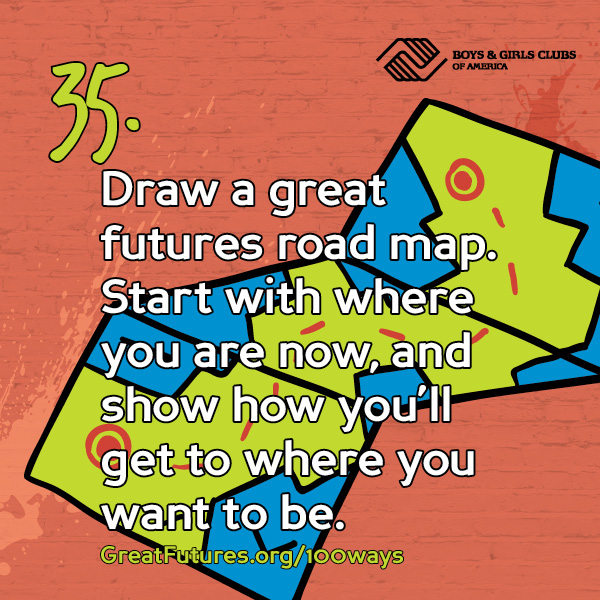 35.
BOYS & GIRLS CLUBS
OF AMERICA
Draw a great
futures road map.
Start with where
you are now, and
show how you'll
get to where you
want to be.
GreatFutures.org/100ways